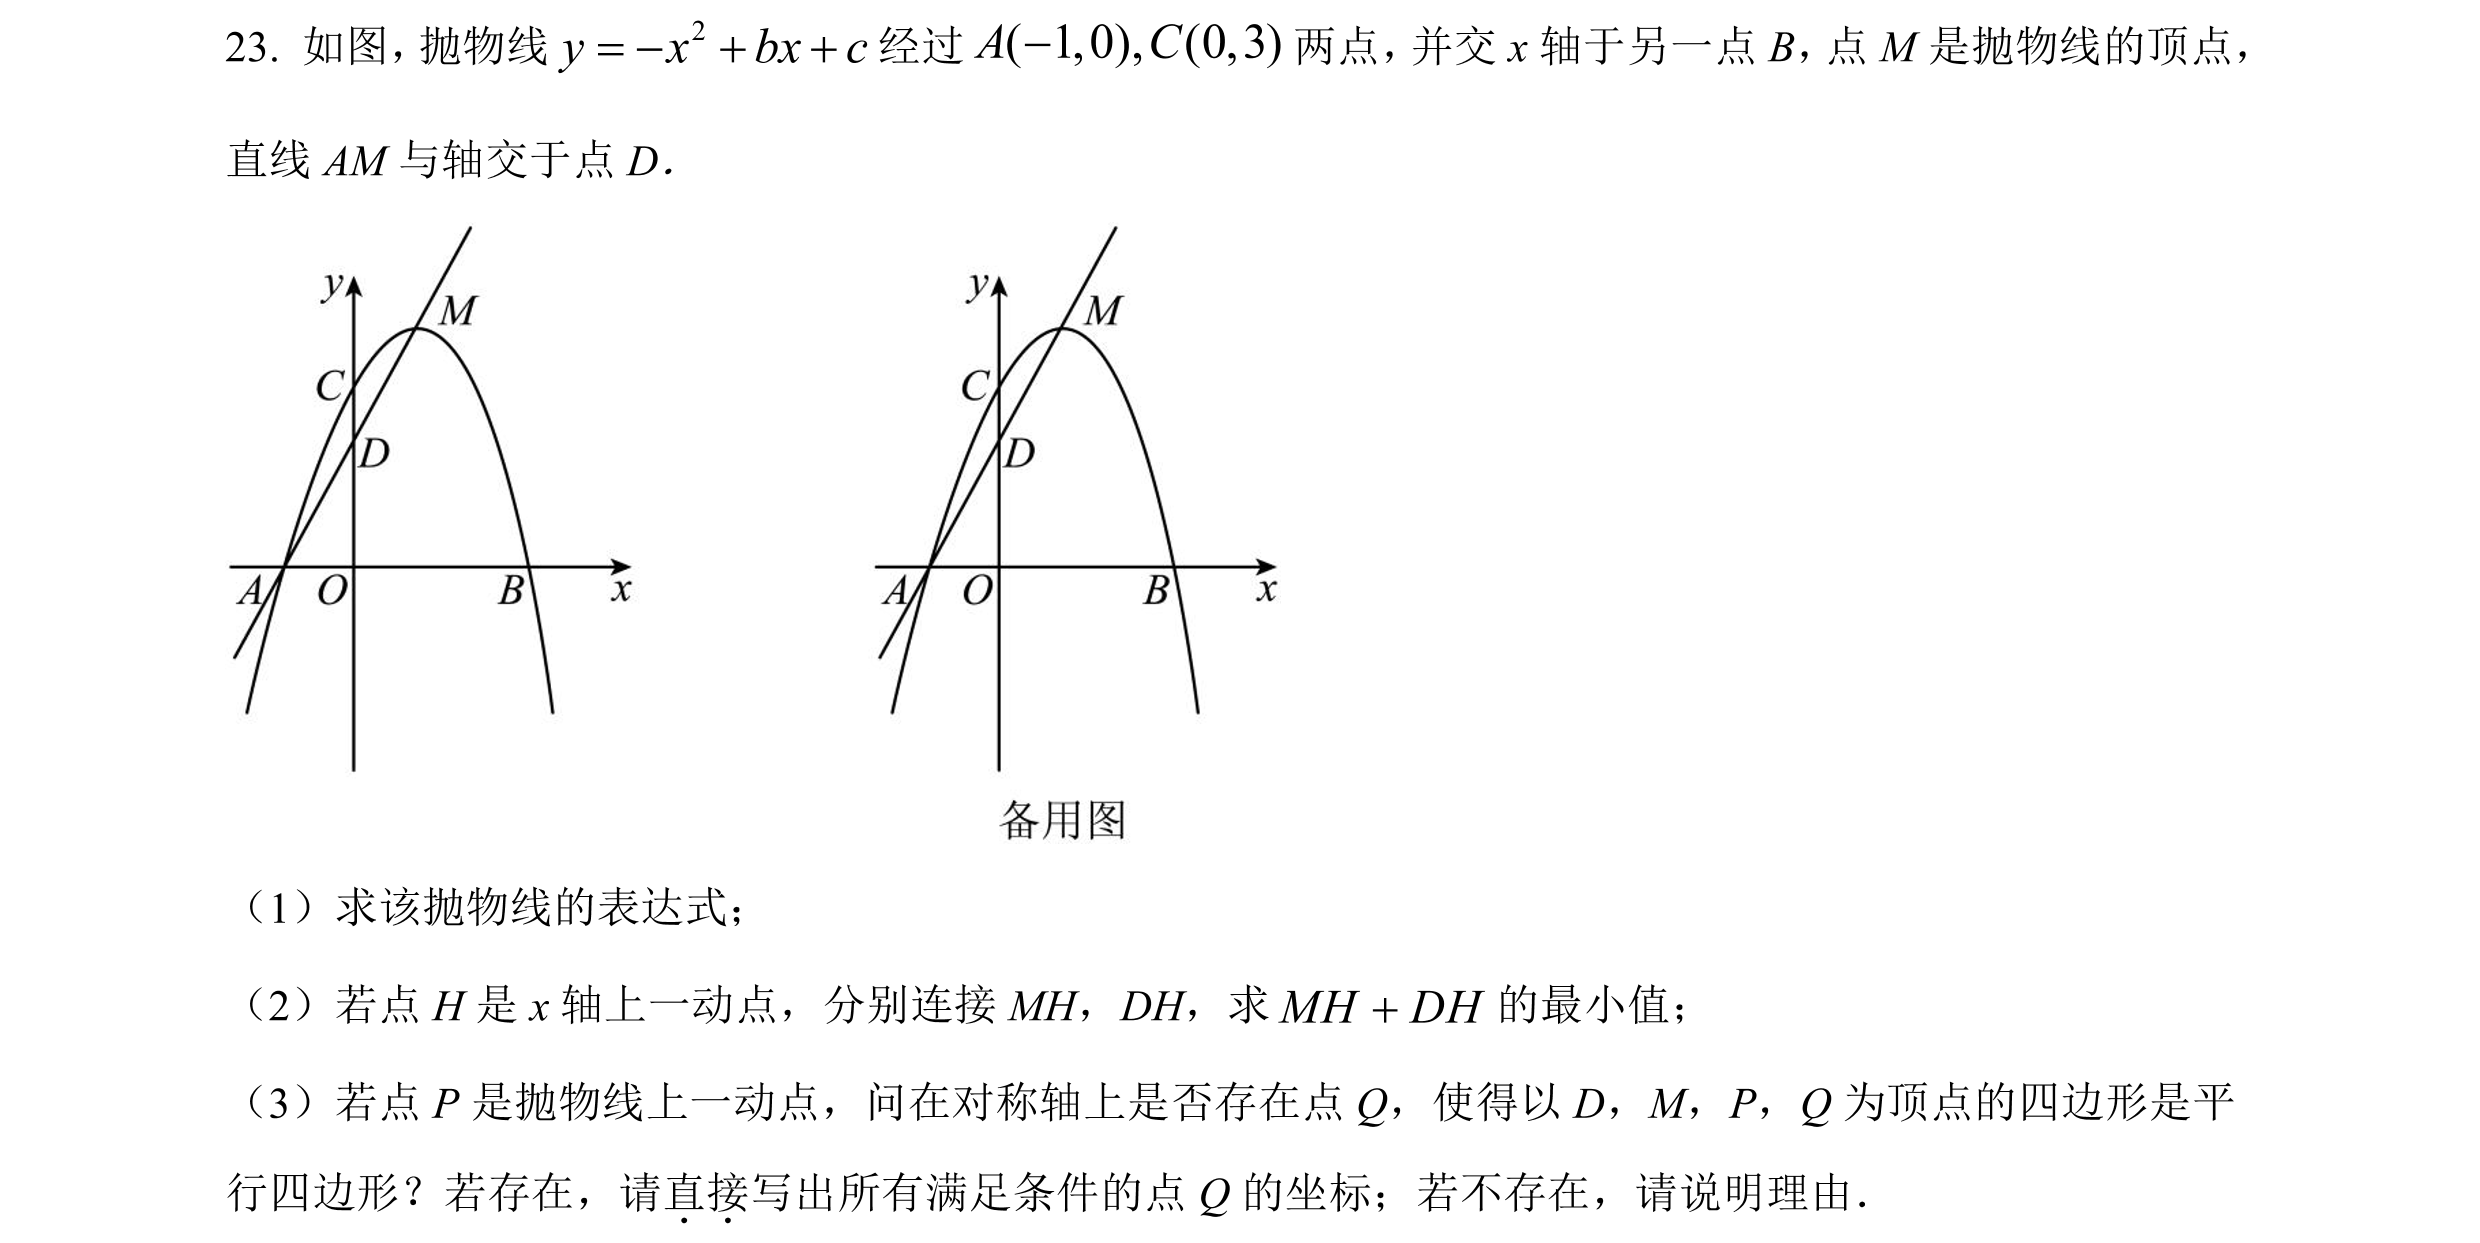 23. 如图，抛物线 y = −x² + bx + c 经过 A(−1,0), C(0,3) 两点，并交 x 轴于另一点 B，点 M 是抛物线的顶点，
直线 AM 与轴交于点 D．
y M C D A O B x
y M C D A O B x
备用图
（1）求该抛物线的表达式；
（2）若点 H 是 x 轴上一动点，分别连接 MH，DH，求 MH + DH 的最小值；
（3）若点 P 是抛物线上一动点，问在对称轴上是否存在点 Q，使得以 D，M，P，Q 为顶点的四边形是平
行四边形？若存在，请直接写出所有满足条件的点 Q 的坐标；若不存在，请说明理由．